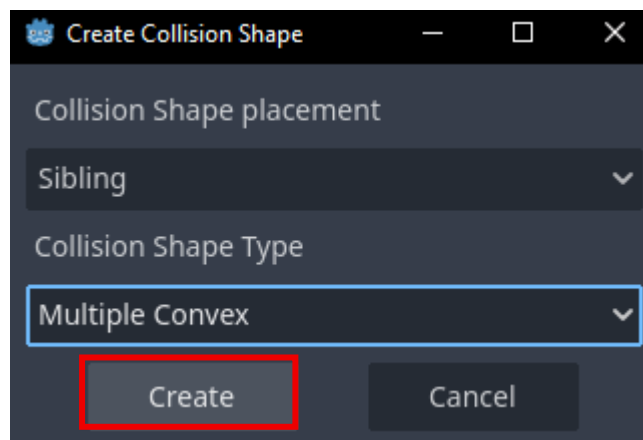 Create Collision Shape
Collision Shape placement
Sibling
Collision Shape Type
Multiple Convex
Create Cancel